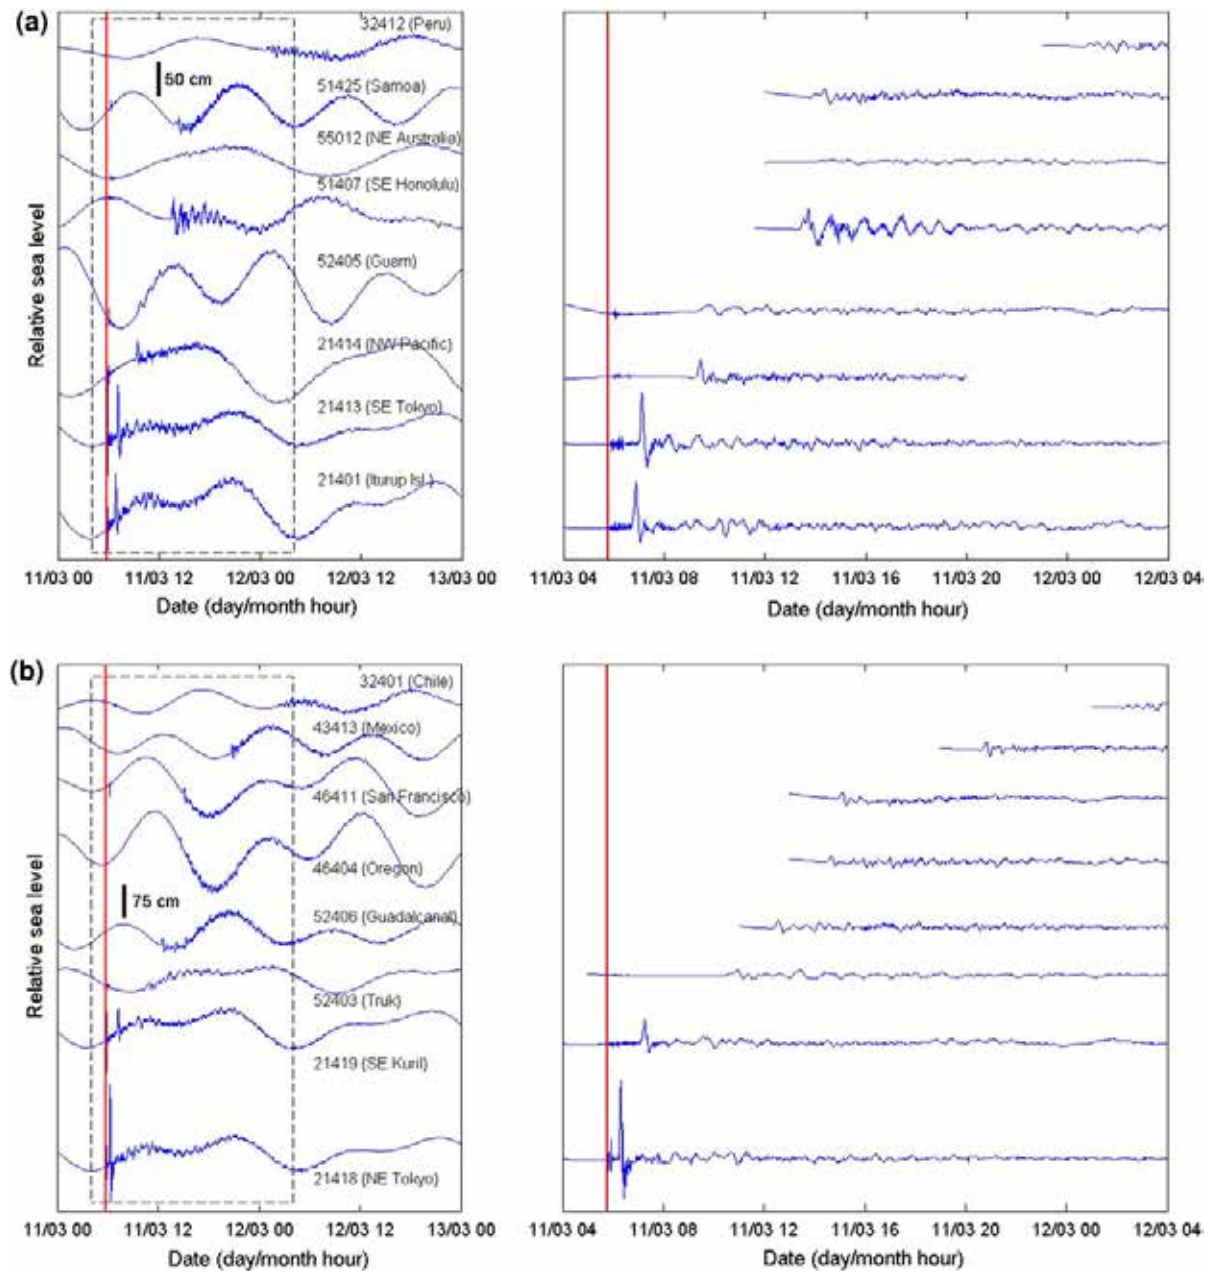 (a)
32412 (Peru)
50 cm
51425 (Samoa)
55012 (NE Australia)
51407 (SE Honolulu)
52405 (Guam)
21414 (NW Pacific)
21413 (SE Tokyo)
21401 (Iturup Isl.)
Relative sea level
11/03 00 11/03 12 12/03 00 12/03 12 13/03 00
Date (day/month hour)
11/03 04 11/03 08 11/03 12 11/03 16 11/03 20 12/03 00 12/03 04
Date (day/month hour)
(b)
32401 (Chile)
43413 (Mexico)
46411 (San Francisco)
46404 (Oregon)
75 cm
52406 (Guadalcanal)
52403 (Truk)
21419 (SE Kuril)
21418 (NE Tokyo)
Relative sea level
11/03 00 11/03 12 12/03 00 12/03 12 13/03 00
Date (day/month hour)
11/03 04 11/03 08 11/03 12 11/03 16 11/03 20 12/03 00 12/03 04
Date (day/month hour)